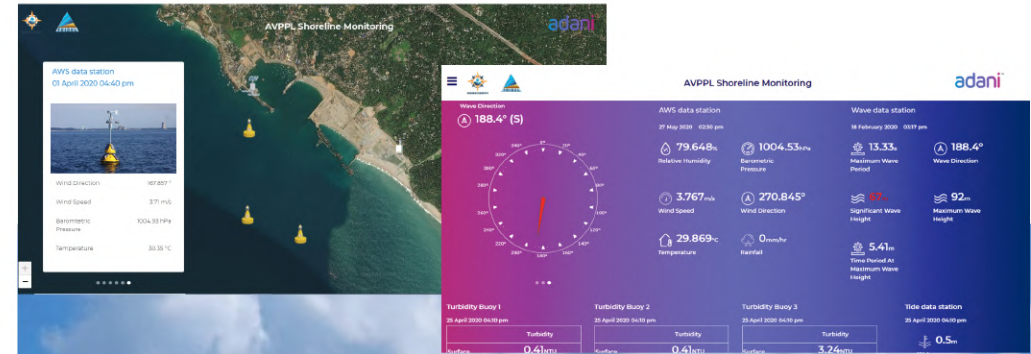 AVPPL Shoreline Monitoring
adani
AWS data station
01 April 2020 04:40 pm
Wind Direction 167.857 °
Wind Speed 3.71 m/s
Barometric Pressure 1004.93 hPa
Temperature 30.35 °C
+
−
AVPPL Shoreline Monitoring
adani
Wave Direction
188.4° (S)
AWS data station
27 May 2020 02:50 pm
79.648%
Relative Humidity
1004.53hPa
Barometric
Pressure
3.767m/s
Wind Speed
270.845°
Wind Direction
29.869°C
Temperature
0mm/hr
Rainfall
Wave data station
18 February 2020 03:17 pm
13.33s
Maximum Wave
Period
188.4°
Wave Direction
Significant Wave
Height
92m
Maximum Wave
Height
5.41m
Time Period At
Maximum Wave
Height
Turbidity Buoy 1
25 April 2020 04:10 pm
Turbidity
Surface 0.41NTU
Turbidity Buoy 2
25 April 2020 04:10 pm
Turbidity
Surface 0.41NTU
Turbidity Buoy 3
25 April 2020 04:10 pm
Turbidity
Surface 3.24NTU
Tide data station
25 April 2020 04:10 pm
0.5m